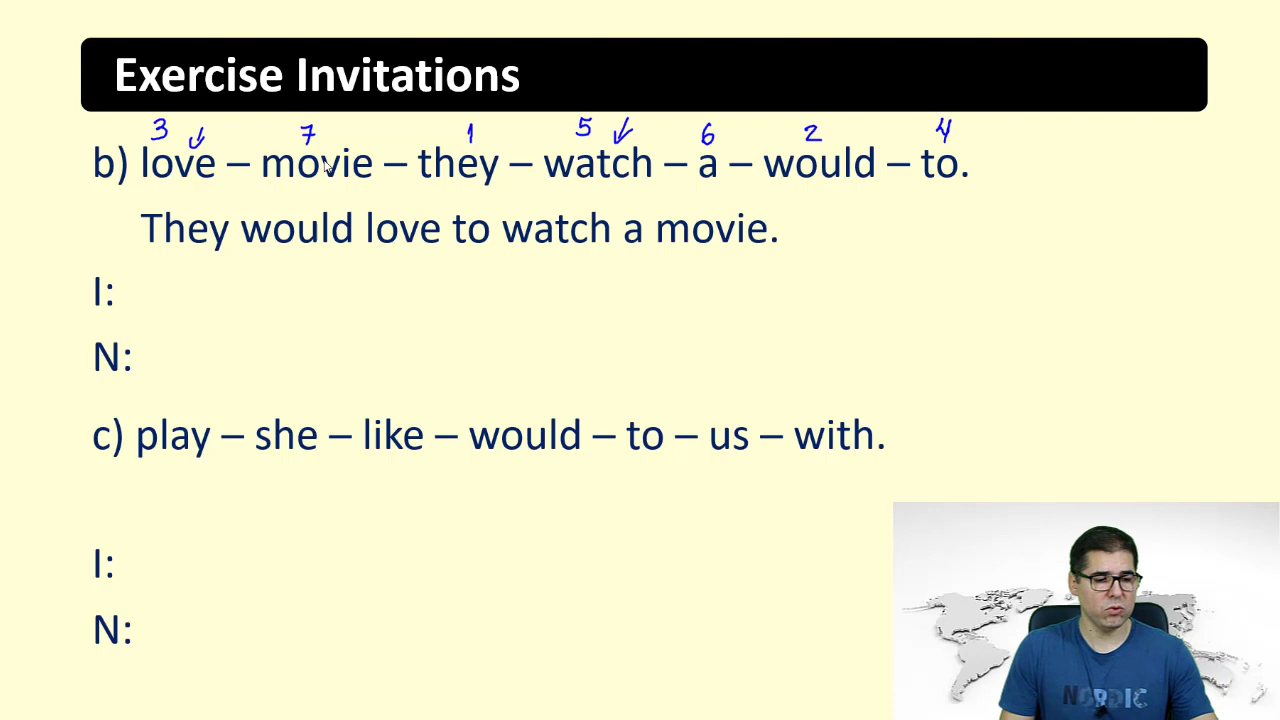 Exercise Invitations
3 7 1 5 6 2 4
b) love – movie – they – watch – a – would – to.
They would love to watch a movie.
I:
N:
c) play – she – like – would – to – us – with.
I:
N:
NORDIC